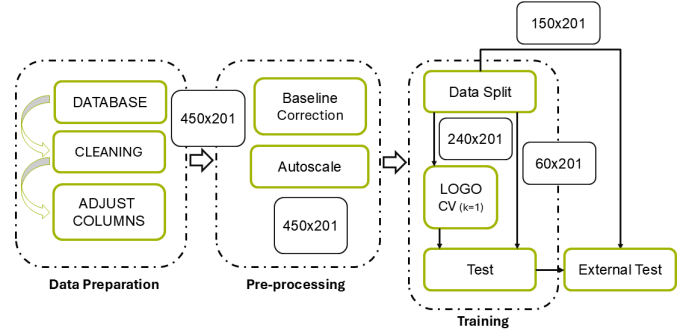 150x201
DATABASE
CLEANING
ADJUST
COLUMNS
Data Preparation
450x201
Baseline
Correction
Autoscale
450x201
Pre-processing
Data Split
240x201
60x201
LOGO
CV (k=1)
Test
External Test
Training